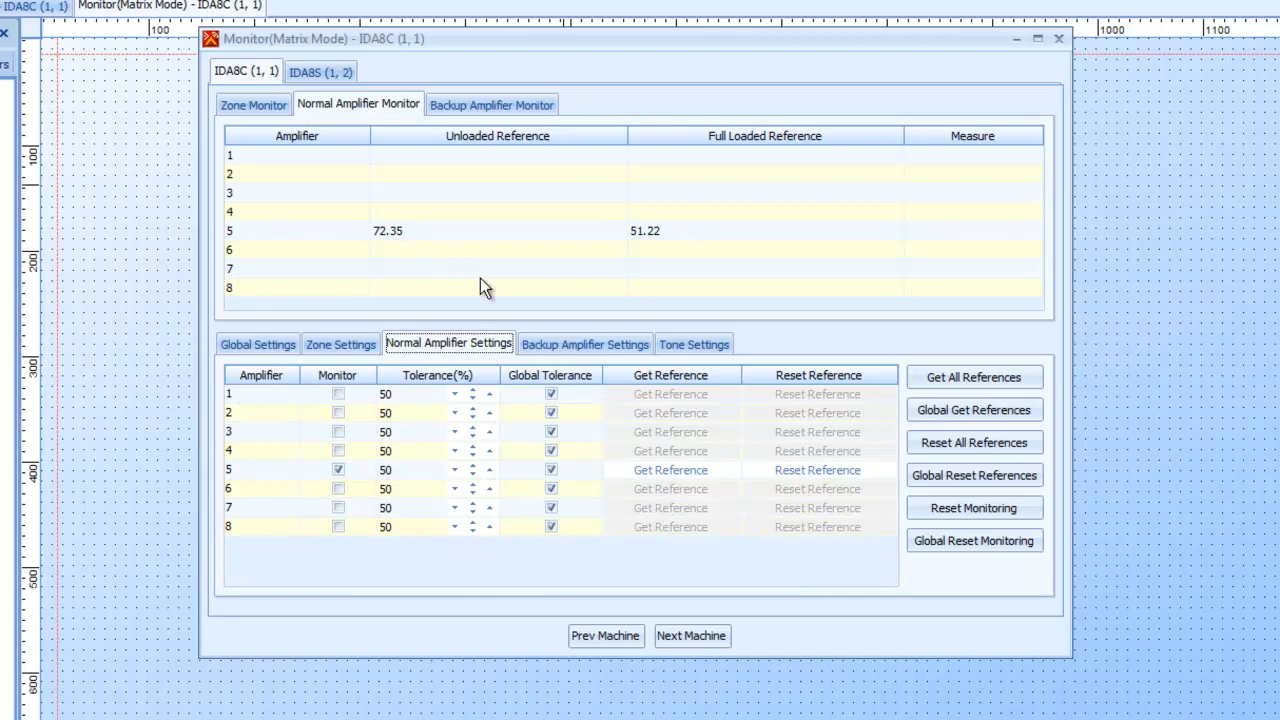 IDA8C (1, 1) Monitor(Matrix Mode) - IDA8C (1, 1)
100 1000 1100
Monitor(Matrix Mode) - IDA8C (1, 1)
rs
IDA8C (1, 1) IDA8S (1, 2)
Zone Monitor Normal Amplifier Monitor Backup Amplifier Monitor
Amplifier Unloaded Reference Full Loaded Reference Measure
1
2
3
4
5 72.35 51.22
6
7
8
Global Settings Zone Settings Normal Amplifier Settings Backup Amplifier Settings Tone Settings
Amplifier Monitor Tolerance(%) Global Tolerance Get Reference Reset Reference
1 50 Get Reference Reset Reference
2 50 Get Reference Reset Reference
3 50 Get Reference Reset Reference
4 50 Get Reference Reset Reference
5 50 Get Reference Reset Reference
6 50 Get Reference Reset Reference
7 50 Get Reference Reset Reference
8 50 Get Reference Reset Reference
Get All References
Global Get References
Reset All References
Global Reset References
Reset Monitoring
Global Reset Monitoring
Prev Machine Next Machine
100
200
300
400
500
600